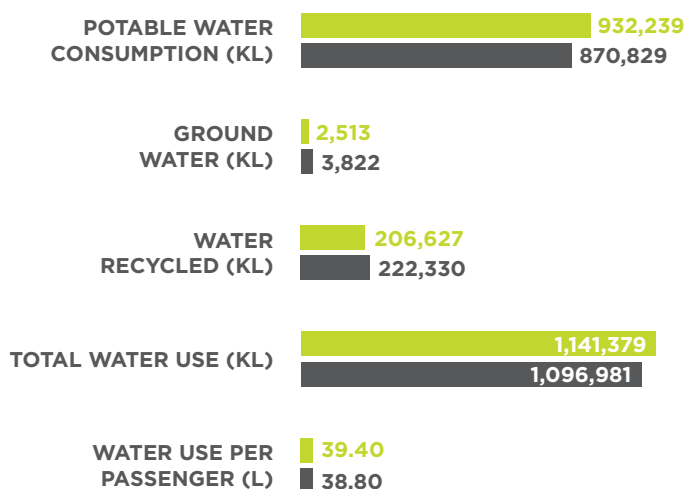 POTABLE WATER
CONSUMPTION (KL)
932,239
870,829
GROUND
WATER (KL)
2,513
3,822
WATER
RECYCLED (KL)
206,627
222,330
TOTAL WATER USE (KL)
1,141,379
1,096,981
WATER USE PER
PASSENGER (L)
39.40
38.80